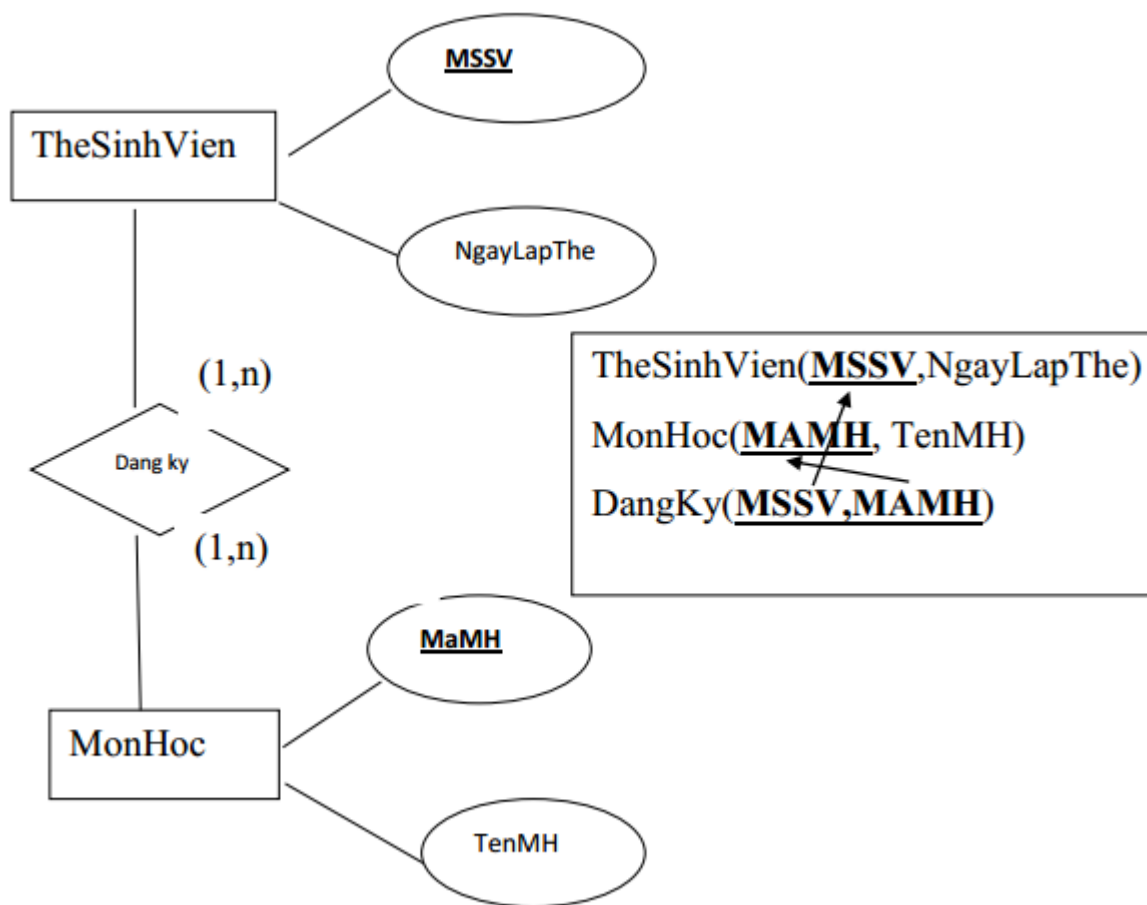 MSSV
TheSinhVien
NgayLapThe
(1,n)
Dang ky
(1,n)
MaMH
MonHoc
TenMH
TheSinhVien(MSSV,NgayLapThe)
MonHoc(MAMH, TenMH)
DangKy(MSSV,MAMH)